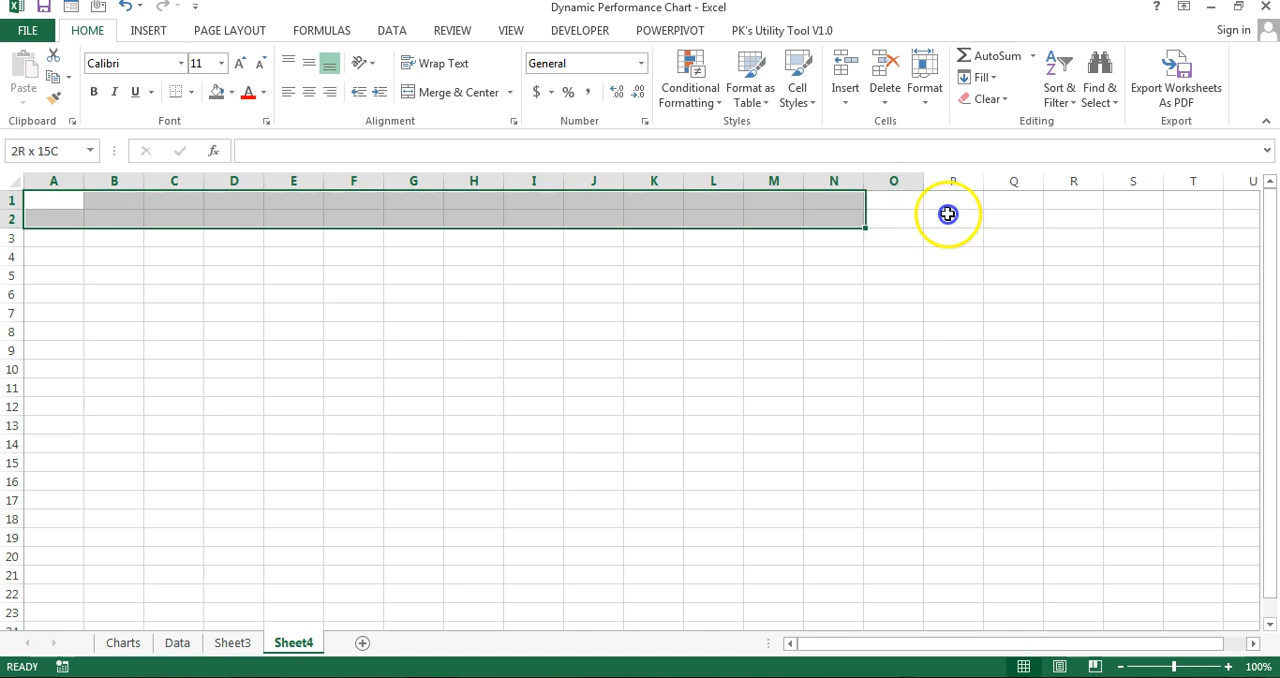 Dynamic Performance Chart - Excel
?
FILE HOME INSERT PAGE LAYOUT FORMULAS DATA REVIEW VIEW DEVELOPER POWERPIVOT PK's Utility Tool V1.0 Sign in
Paste
Calibri 11
B I U A
Wrap Text
Merge & Center
General
$ % ,
Conditional Formatting
Format as Table
Cell Styles
Insert
Delete
Format
AutoSum
Fill
Clear
Sort & Filter
Find & Select
Export Worksheets As PDF
Clipboard Font Alignment Number Styles Cells Editing Export
2R x 15C fx
A B C D E F G H I J K L M N O P Q R S T U
1
2
3
4
5
6
7
8
9
10
11
12
13
14
15
16
17
18
19
20
21
22
23
Charts Data Sheet3 Sheet4
READY 100%